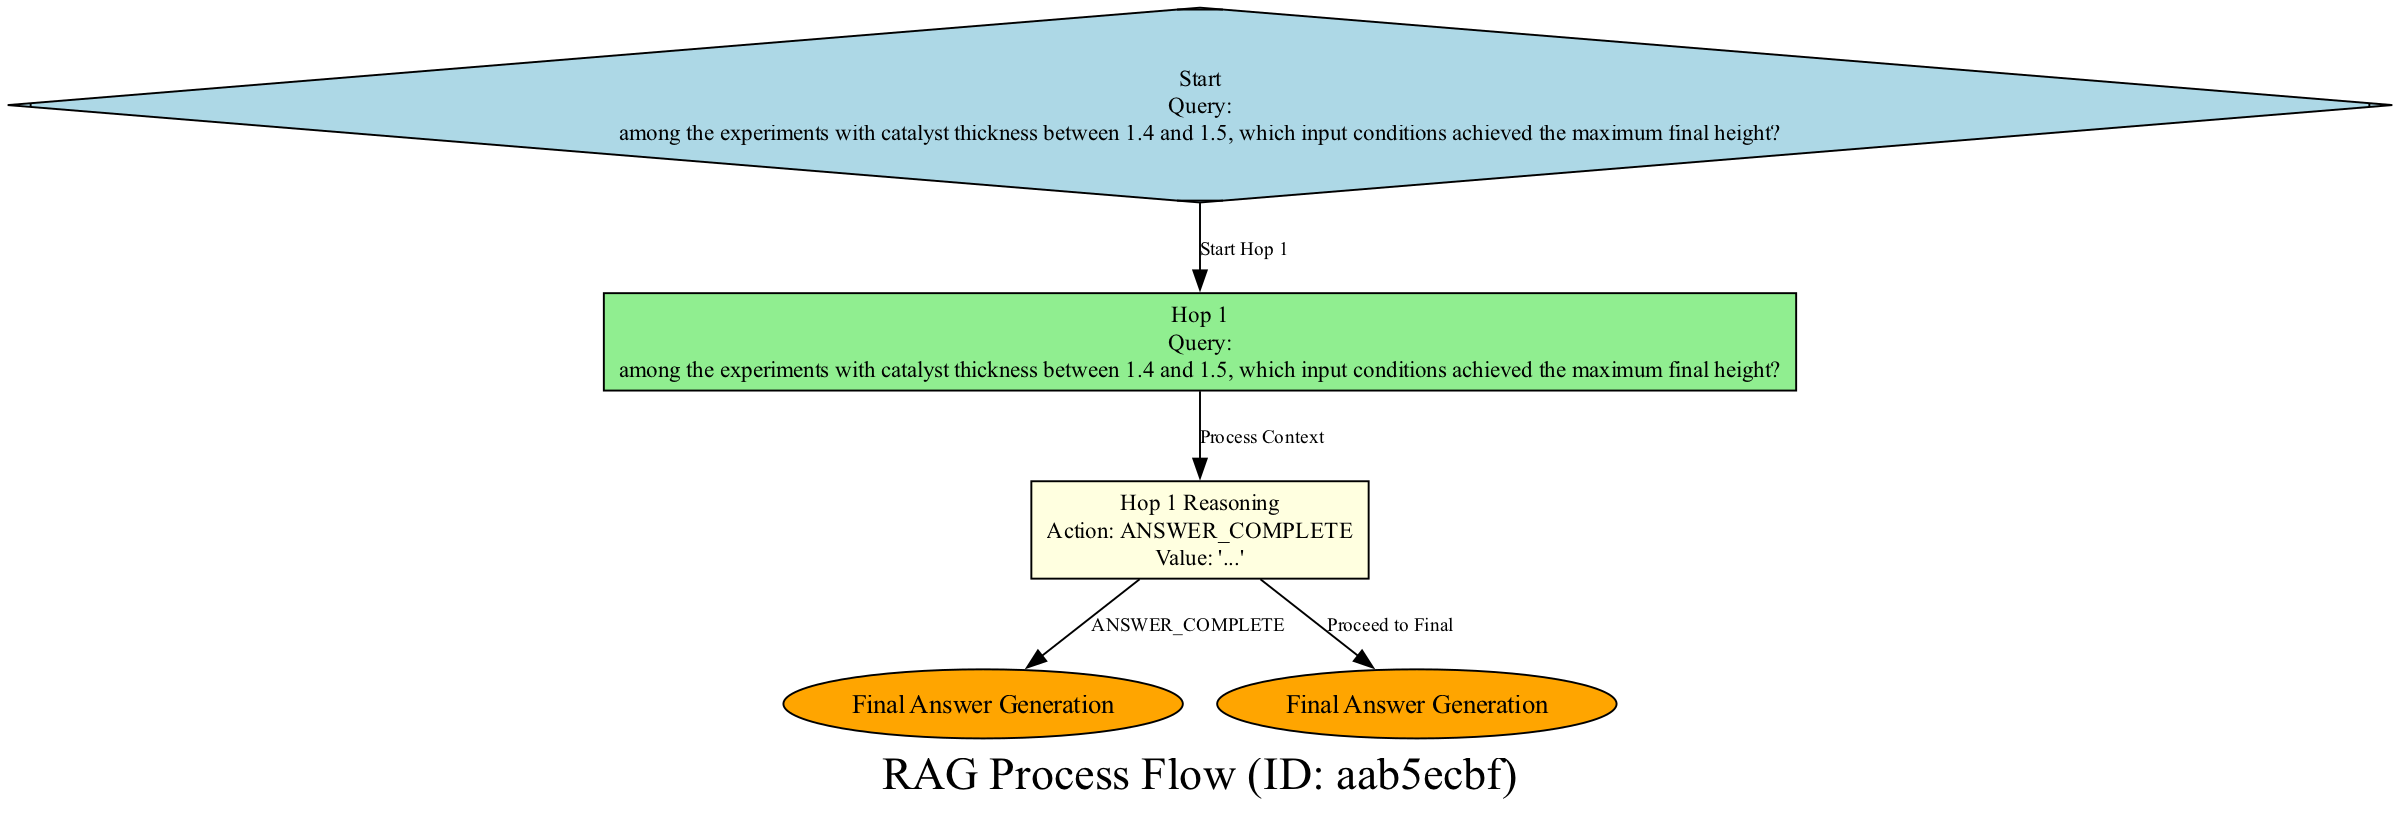 Start
Query:
among the experiments with catalyst thickness between 1.4 and 1.5, which input conditions achieved the maximum final height?
Start Hop 1
Hop 1
Query:
among the experiments with catalyst thickness between 1.4 and 1.5, which input conditions achieved the maximum final height?
Process Context
Hop 1 Reasoning
Action: ANSWER_COMPLETE
Value: '...'
ANSWER_COMPLETE
Proceed to Final
Final Answer Generation
Final Answer Generation
RAG Process Flow (ID: aab5ecbf)